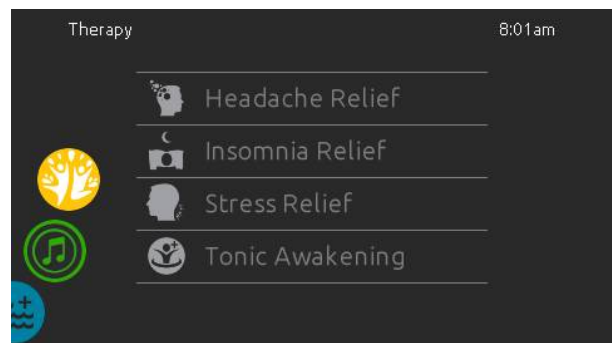 Therapy
8:01am
Headache Relief
Insomnia Relief
Stress Relief
Tonic Awakening